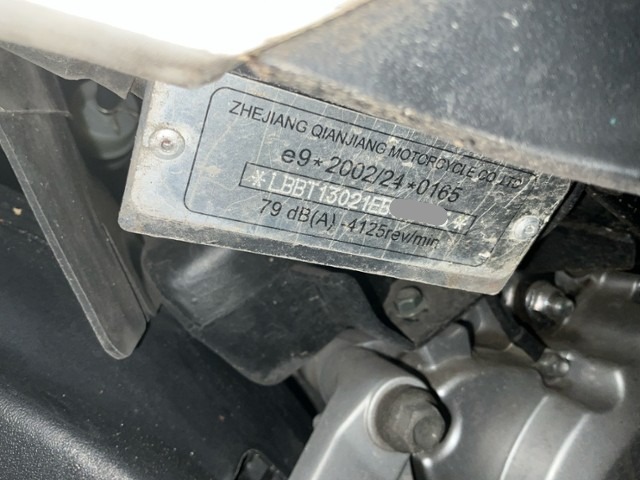 ZHEJIANG QIANJIANG MOTORCYCLE CO.LTD
e9*2002/24*0165
*LBBT13021EB *
79 dB(A) -4125rev/min